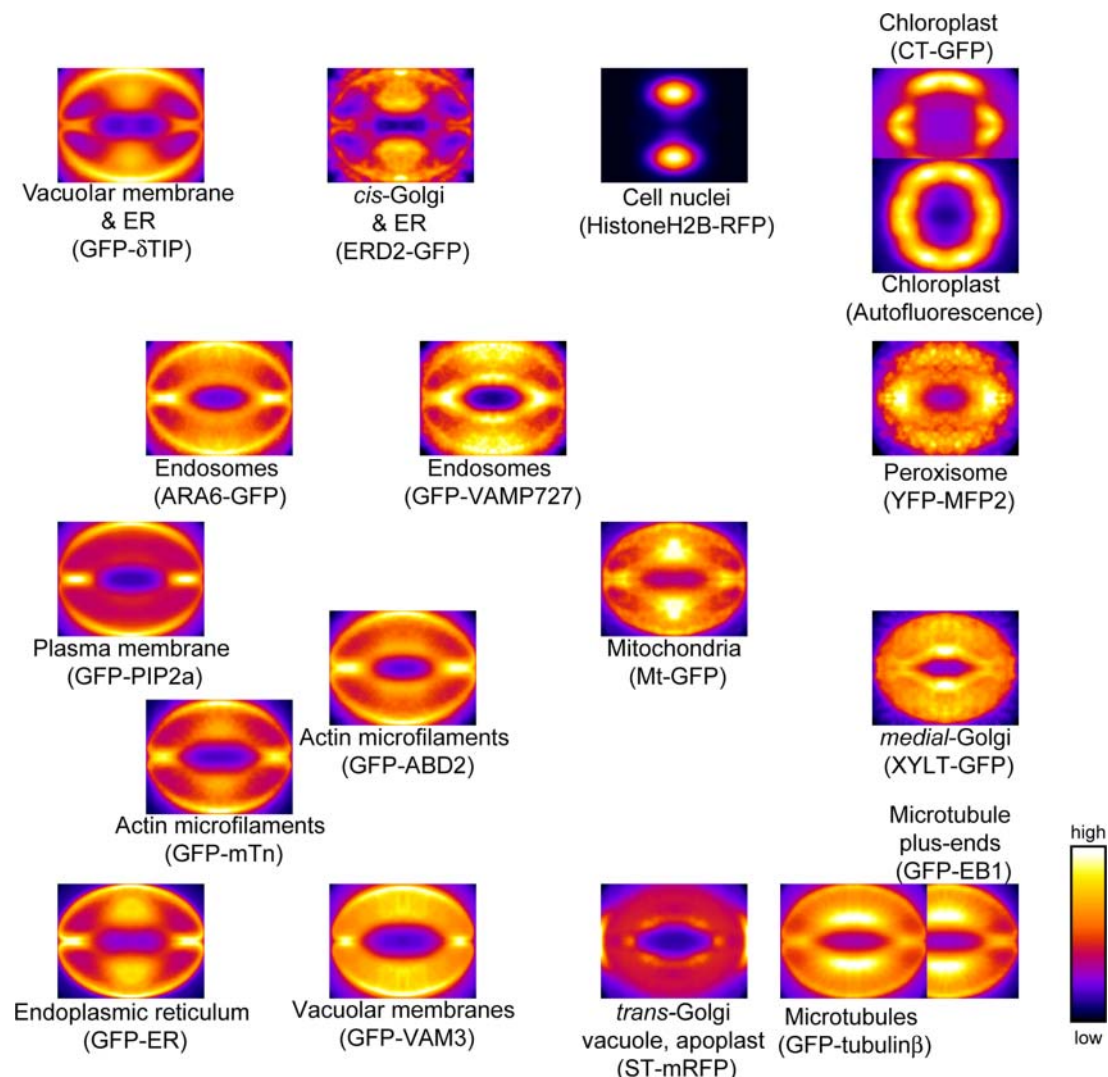 Chloroplast
(CT-GFP)
Vacuolar membrane
& ER
(GFP-δTIP)
cis-Golgi
& ER
(ERD2-GFP)
Cell nuclei
(HistoneH2B-RFP)
Chloroplast
(Autofluorescence)
Endosomes
(ARA6-GFP)
Endosomes
(GFP-VAMP727)
Peroxisome
(YFP-MFP2)
Plasma membrane
(GFP-PIP2a)
Mitochondria
(Mt-GFP)
Actin microfilaments
(GFP-ABD2)
medial-Golgi
(XYLT-GFP)
Actin microfilaments
(GFP-mTn)
Microtubule
plus-ends
(GFP-EB1)
high
low
Endoplasmic reticulum
(GFP-ER)
Vacuolar membranes
(GFP-VAM3)
trans-Golgi
vacuole, apoplast
(ST-mRFP)
Microtubules
(GFP-tubulinβ)